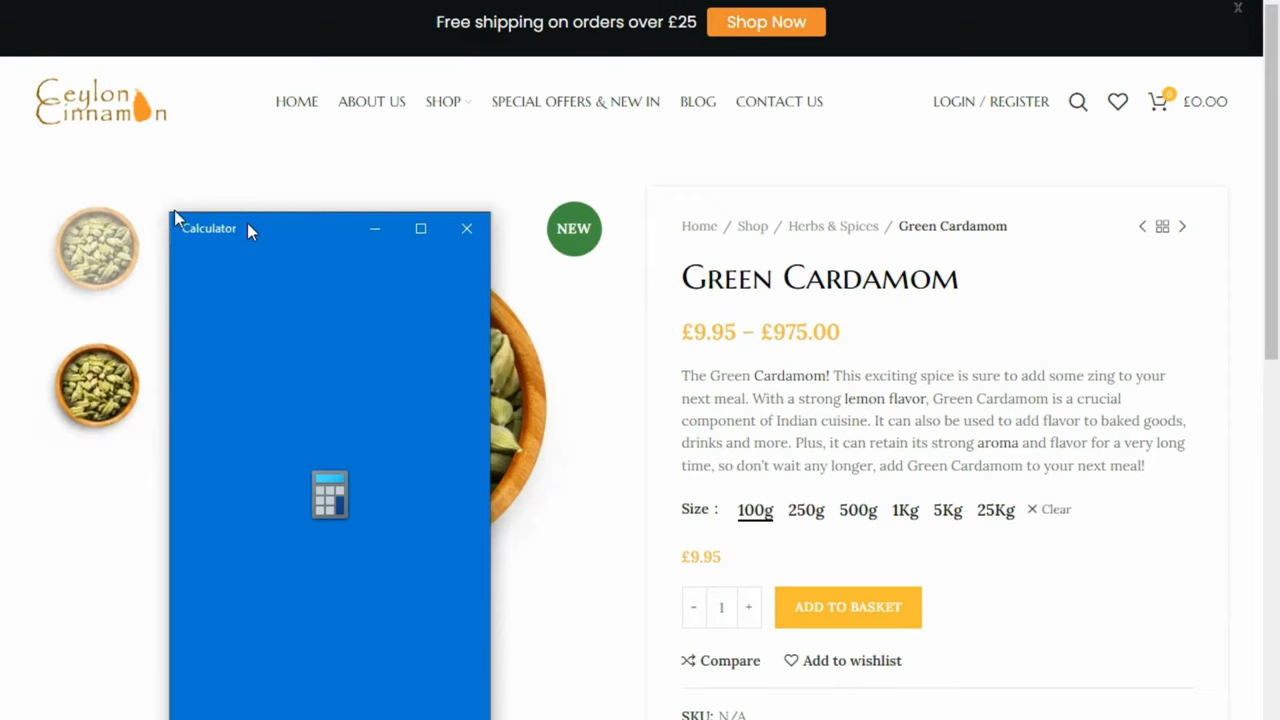 Free shipping on orders over £25 Shop Now X
Ceylon
Cinnamon
HOME ABOUT US SHOP SPECIAL OFFERS & NEW IN BLOG CONTACT US LOGIN / REGISTER 0 £0.00
Calculator
NEW
Home / Shop / Herbs & Spices / Green Cardamom
Green Cardamom
£9.95 – £975.00
The Green Cardamom! This exciting spice is sure to add some zing to your
next meal. With a strong lemon flavor, Green Cardamom is a crucial
component of Indian cuisine. It can also be used to add flavor to baked goods,
drinks and more. Plus, it can retain its strong aroma and flavor for a very long
time, so don't wait any longer, add Green Cardamom to your next meal!
Size : 100g 250g 500g 1Kg 5Kg 25Kg × Clear
£9.95
- 1 + ADD TO BASKET
Compare Add to wishlist
SKU: N/A